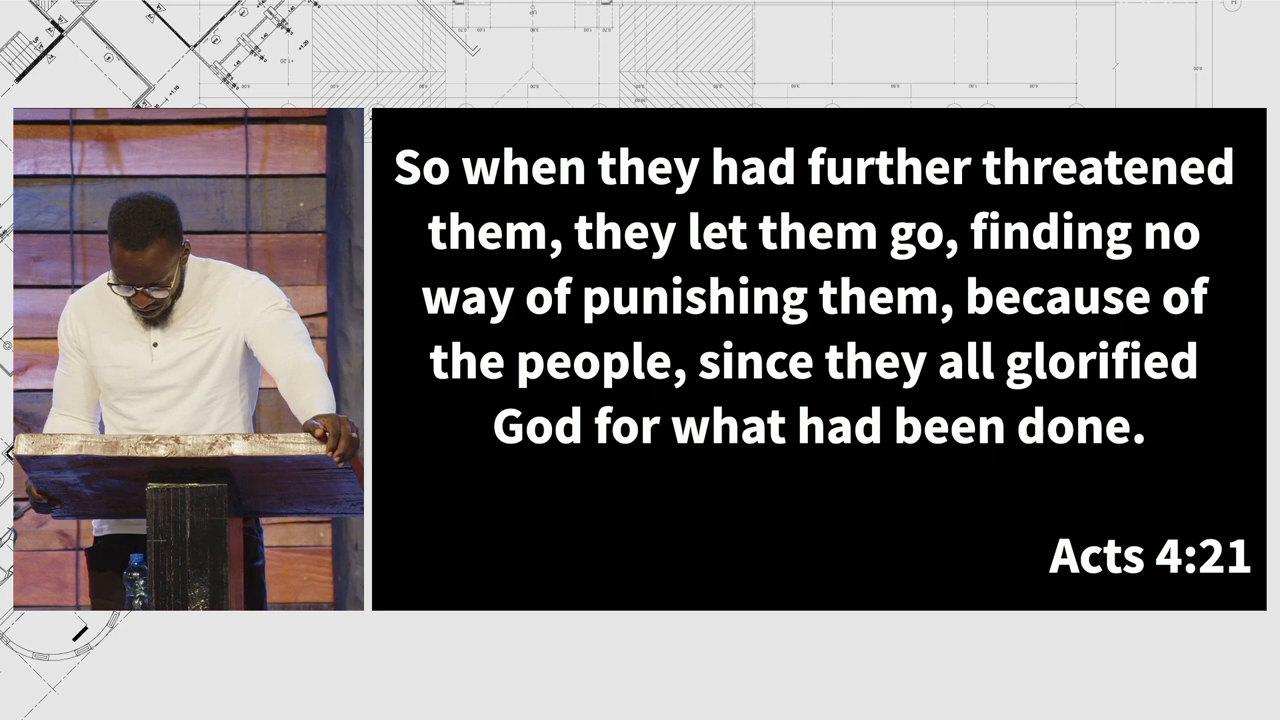 So when they had further threatened
them, they let them go, finding no
way of punishing them, because of
the people, since they all glorified
God for what had been done.
Acts 4:21